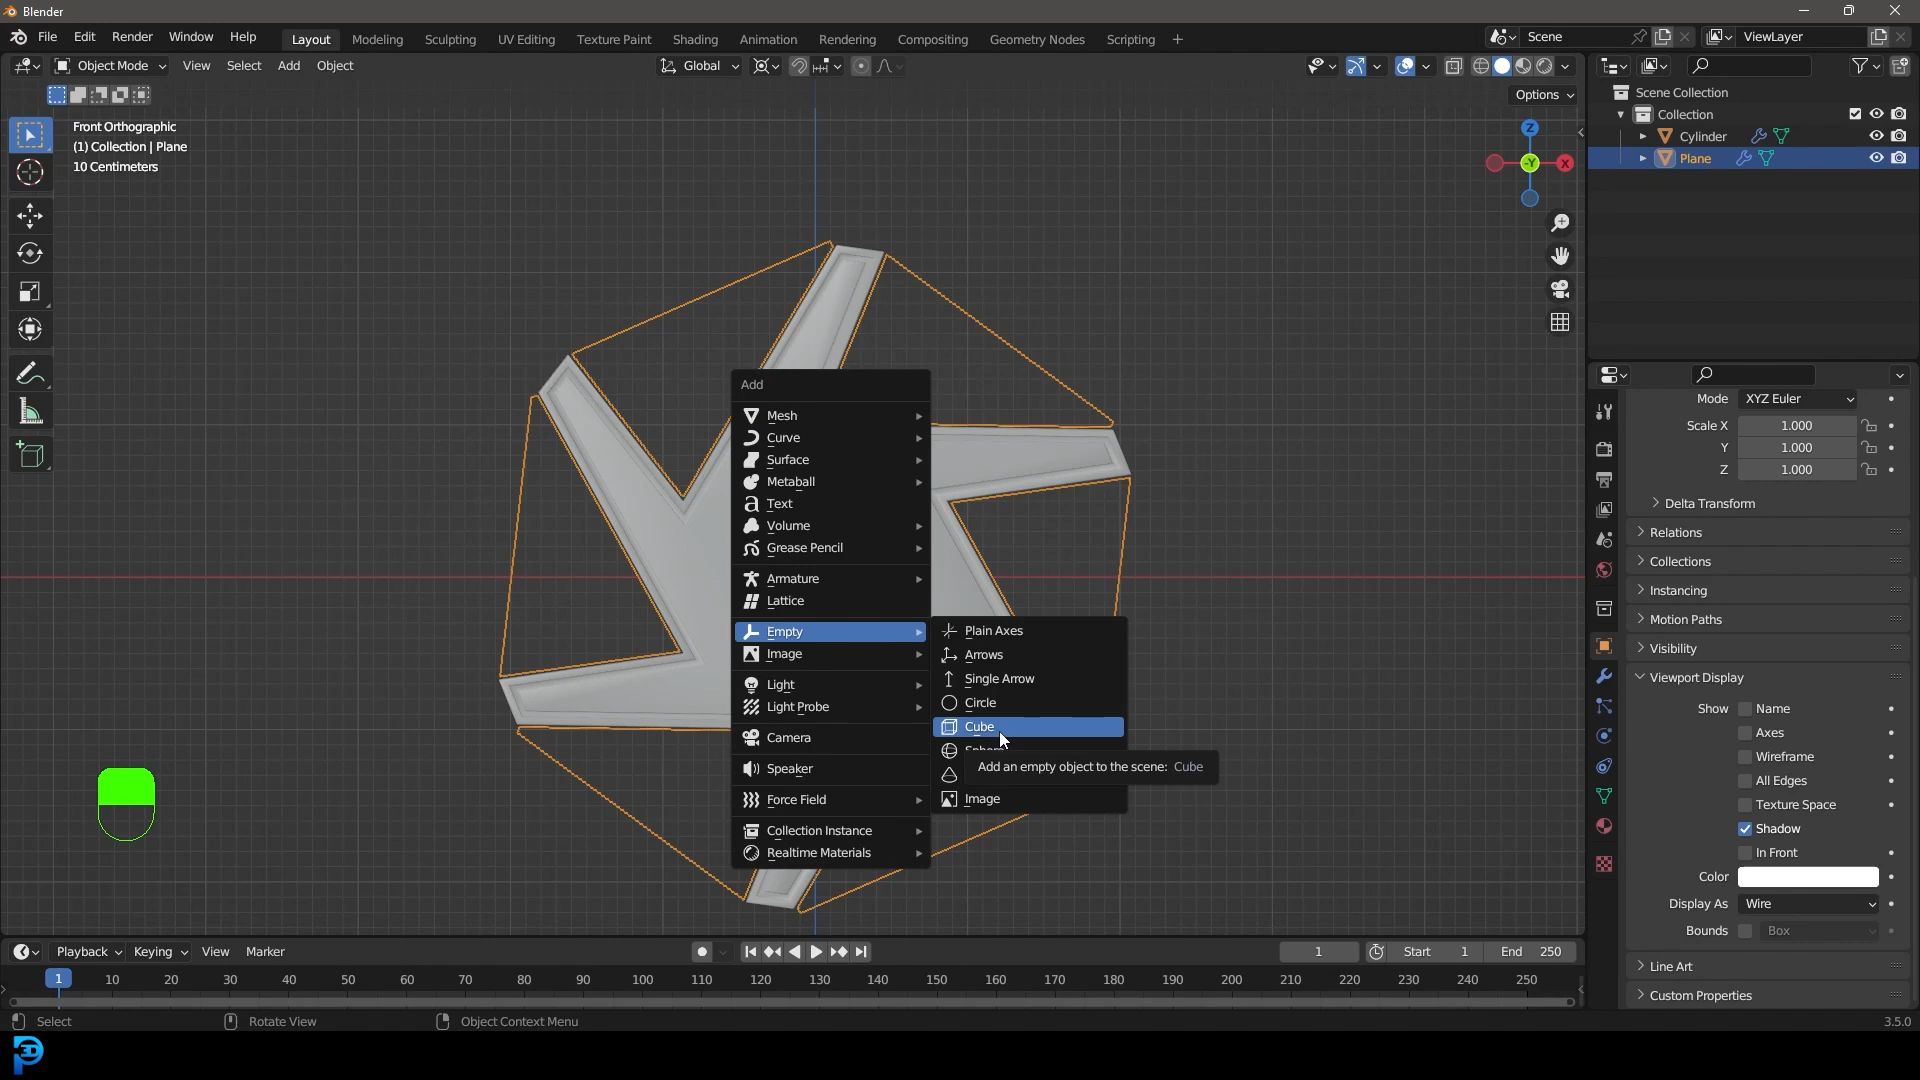 Blender
File Edit Render Window Help Layout Modeling Sculpting UV Editing Texture Paint Shading Animation Rendering Compositing Geometry Nodes Scripting +
Scene
ViewLayer
Object Mode View Select Add Object
Global
Options
Front Orthographic
(1) Collection | Plane
10 Centimeters
Z
-Y
X
Scene Collection
Collection
Cylinder
Plane
Add
Mesh
Curve
Surface
Metaball
Text
Volume
Grease Pencil
Armature
Lattice
Empty
Image
Light
Light Probe
Camera
Speaker
Force Field
Collection Instance
Realtime Materials
Plain Axes
Arrows
Single Arrow
Circle
Cube
Add an empty object to the scene: Cube
Image
Mode XYZ Euler
Scale X 1.000
Y 1.000
Z 1.000
Delta Transform
Relations
Collections
Instancing
Motion Paths
Visibility
Viewport Display
Show Name
Axes
Wireframe
All Edges
Texture Space
Shadow
In Front
Color
Display As Wire
Bounds Box
Line Art
Custom Properties
Playback Keying View Marker
1 Start 1 End 250
1 10 20 30 40 50 60 70 80 90 100 110 120 130 140 150 160 170 180 190 200 210 220 230 240 250
Select Rotate View Object Context Menu
3.5.0
3D